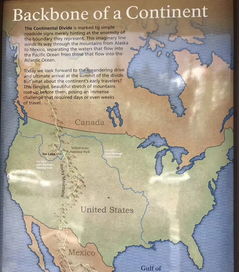 Backbone of a Continent
The Continental Divide is marked by simple
roadside signs merely hinting at the enormity of
the boundary they represent. This imaginary line
winds its way through the mountains from Alaska
to Mexico, separating the waters that flow into
the Pacific Ocean from those that flow into the
Atlantic Ocean.
Today we look forward to the meandering drive
and ultimate arrival at the summit of the divide.
But what about the continent's early travelers?
This tangled, beautiful stretch of mountains
rose up before them, posing an immense
challenge that required days or even weeks
of travel.
Canada
United States
Mexico
Gulf of